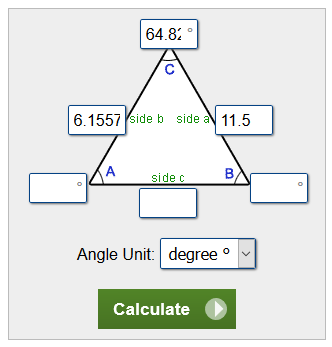 64.82 °
C
6.1557 side b side a 11.5
° A B °
side c
Angle Unit: degree º
Calculate